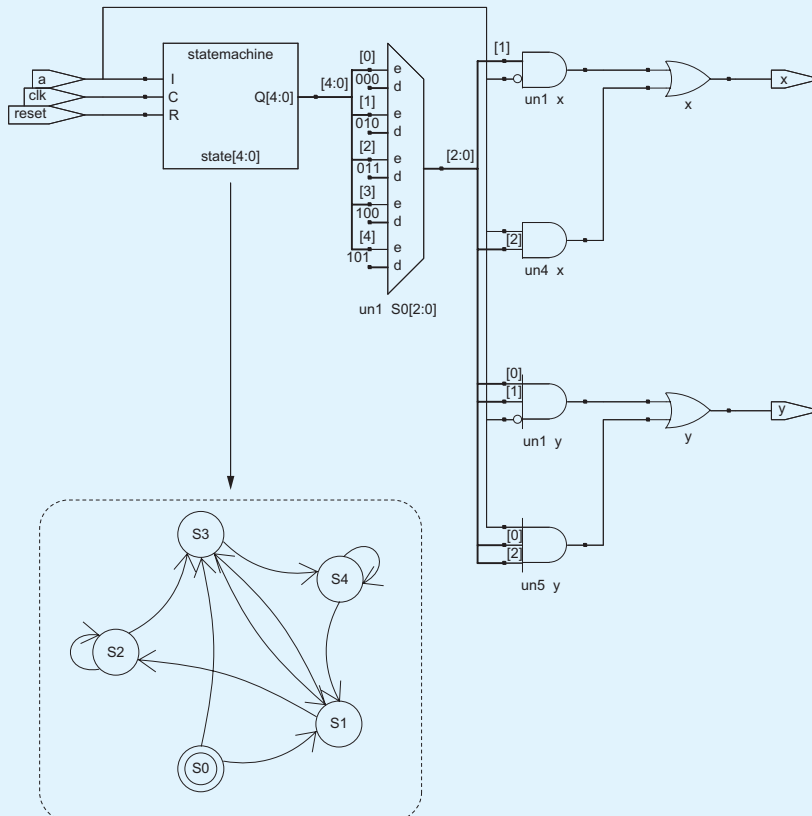 statemachine
a
clk
reset
I
C
R
Q[4:0]
state[4:0]
[4:0]
[0]
000
e
d
[1]
010
e
d
[2]
011
e
d
[3]
100
e
d
[4]
101
e
d
un1 S0[2:0]
[2:0]
[1]
un1 x
x
x
[2]
un4 x
[0]
[1]
un1 y
y
y
[0]
[2]
un5 y
S3
S4
S2
S1
S0